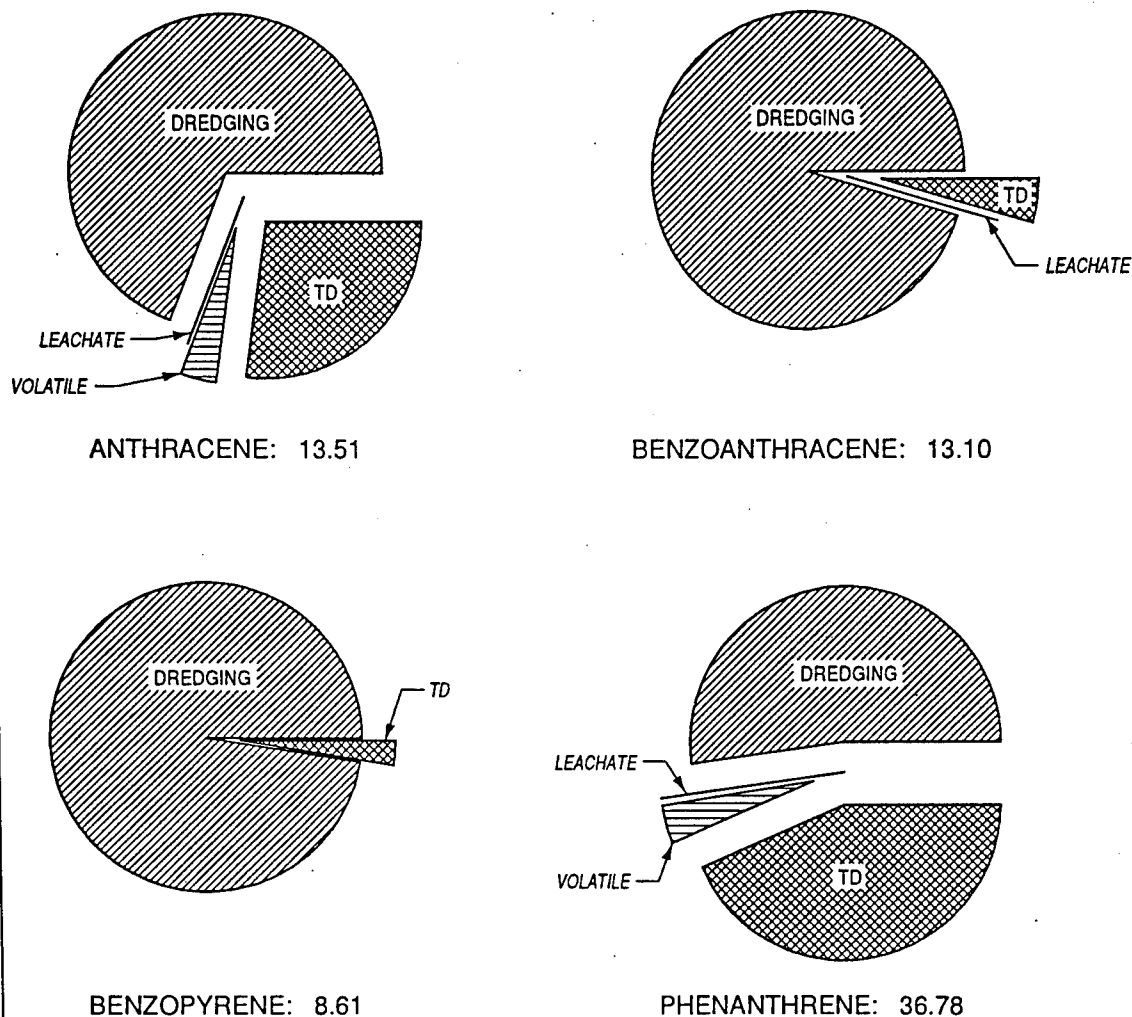 DREDGING
TD
LEACHATE
VOLATILE
ANTHRACENE: 13.51
DREDGING
TD
LEACHATE
BENZOANTHRACENE: 13.10
DREDGING
TD
BENZOPYRENE: 8.61
DREDGING
LEACHATE
VOLATILE
TD
PHENANTHRENE: 36.78